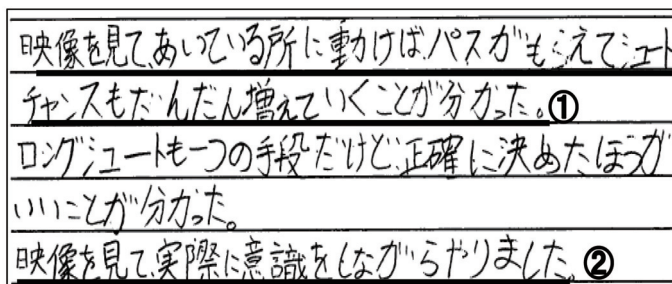 映像を見て、あいている所に動けばパスがもらえてシュート
チャンスもだんだん増えていくことが分かった。①
ロングシュートも一つの手段だけど、正確に決めたほうが
いいことが分かった。
映像を見て、実際に意識をしながらやりました。②